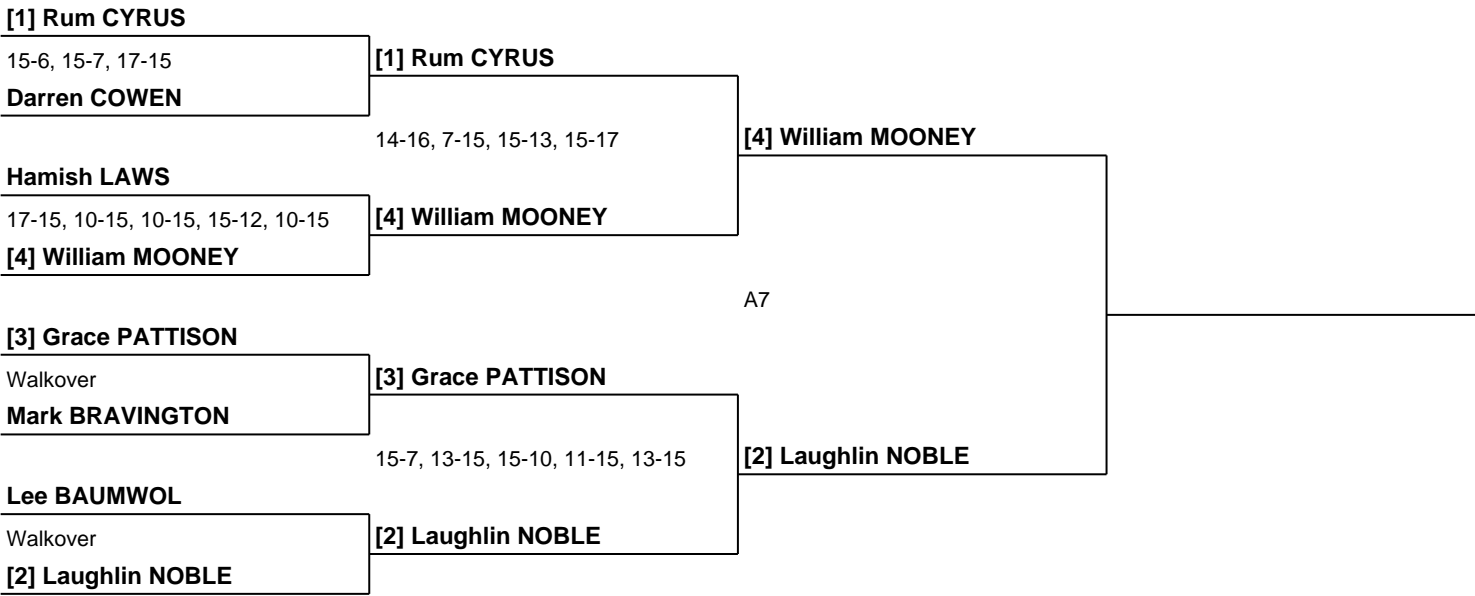 [1] Rum CYRUS
15-6, 15-7, 17-15
Darren COWEN
Hamish LAWS
17-15, 10-15, 10-15, 15-12, 10-15
[4] William MOONEY
[3] Grace PATTISON
Walkover
Mark BRAVINGTON
Lee BAUMWOL
Walkover
[2] Laughlin NOBLE
[1] Rum CYRUS
14-16, 7-15, 15-13, 15-17
[4] William MOONEY
[3] Grace PATTISON
15-7, 13-15, 15-10, 11-15, 13-15
[2] Laughlin NOBLE
[4] William MOONEY
A7
[2] Laughlin NOBLE